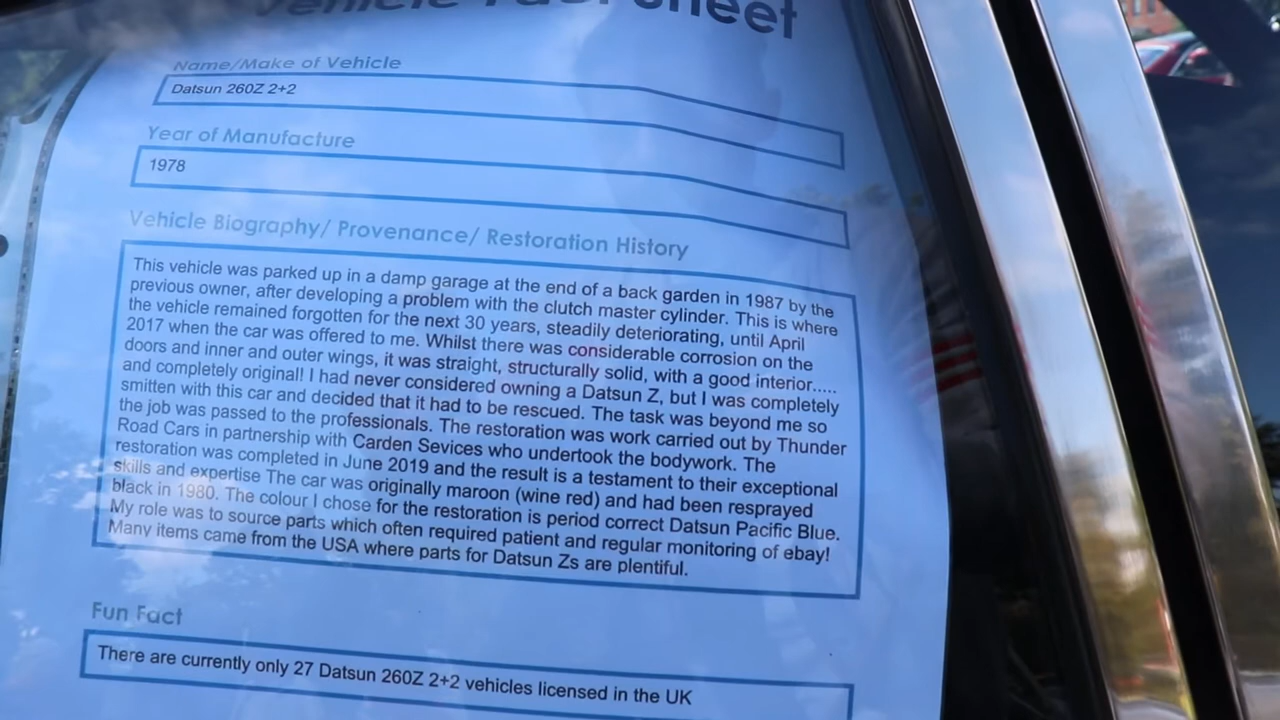 Vehicle Fact Sheet
Name/Make of Vehicle
Datsun 260Z 2+2
Year of Manufacture
1978
Vehicle Biography/ Provenance/ Restoration History
This vehicle was parked up in a damp garage at the end of a back garden in 1987 by the
previous owner, after developing a problem with the clutch master cylinder. This is where
the vehicle remained forgotten for the next 30 years, steadily deteriorating, until April
2017 when the car was offered to me. Whilst there was considerable corrosion on the
doors and inner and outer wings, it was straight, structurally solid, with a good interior.....
and completely original! I had never considered owning a Datsun Z, but I was completely
smitten with this car and decided that it had to be rescued. The task was beyond me so
the job was passed to the professionals. The restoration was work carried out by Thunder
Road Cars in partnership with Carden Sevices who undertook the bodywork. The
restoration was completed in June 2019 and the result is a testament to their exceptional
skills and expertise The car was originally maroon (wine red) and had been resprayed
black in 1980. The colour I chose for the restoration is period correct Datsun Pacific Blue.
My role was to source parts which often required patient and regular monitoring of ebay!
Many items came from the USA where parts for Datsun Zs are plentiful.
Fun Fact
There are currently only 27 Datsun 260Z 2+2 vehicles licensed in the UK